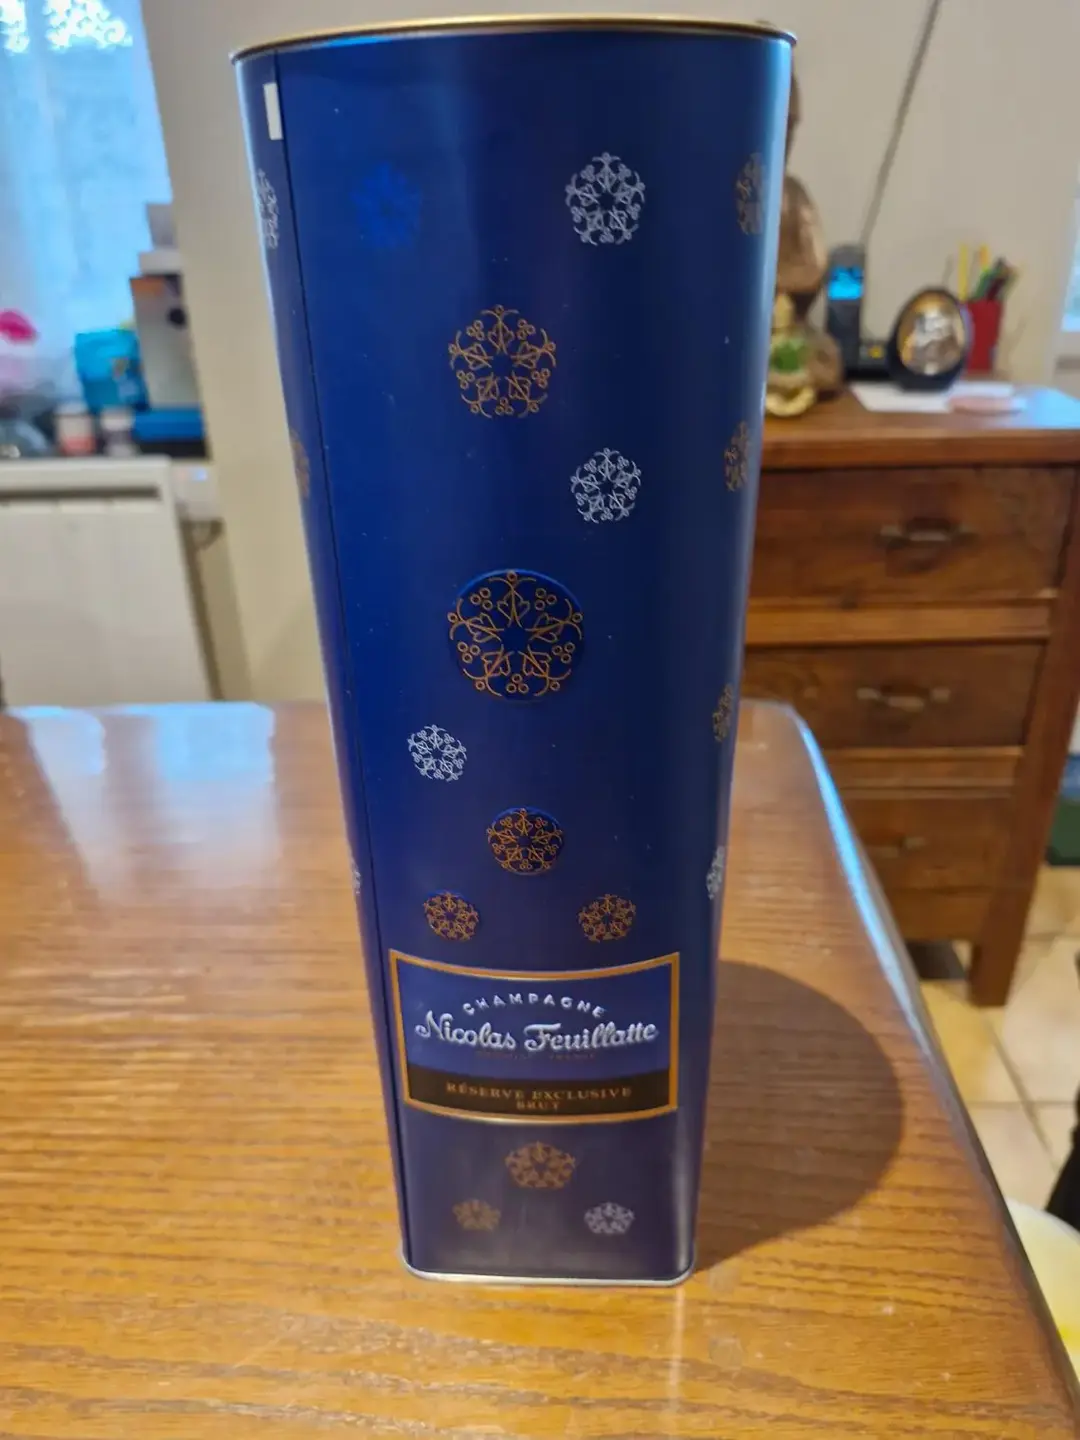 CHAMPAGNE
Nicolas Feuillatte
RÉSERVE EXCLUSIVE
BRUT